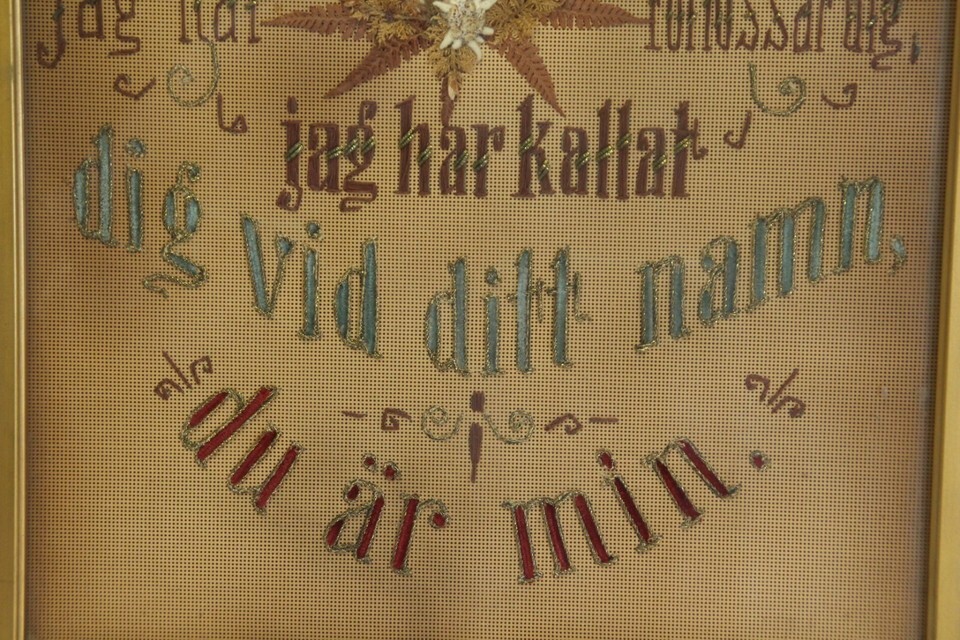 jag har förlossat dig,
jag har kallat
dig vid ditt namn,
du är min.